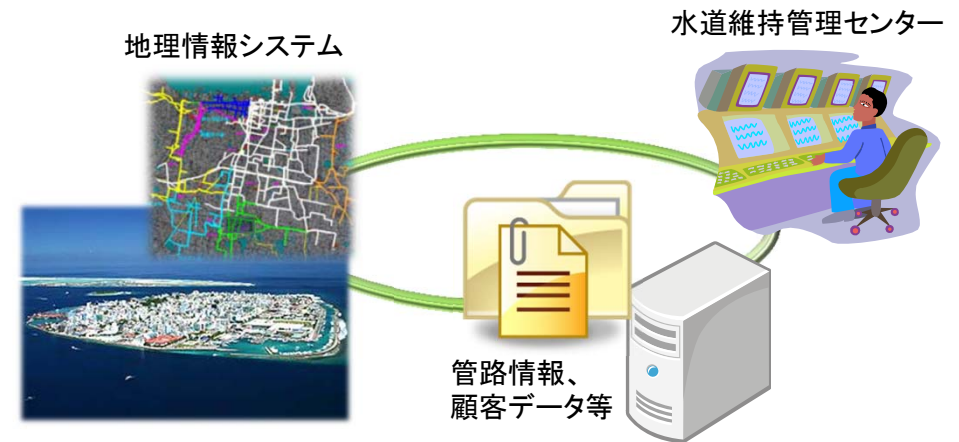 水道維持管理センター
地理情報システム
管路情報、
顧客データ等